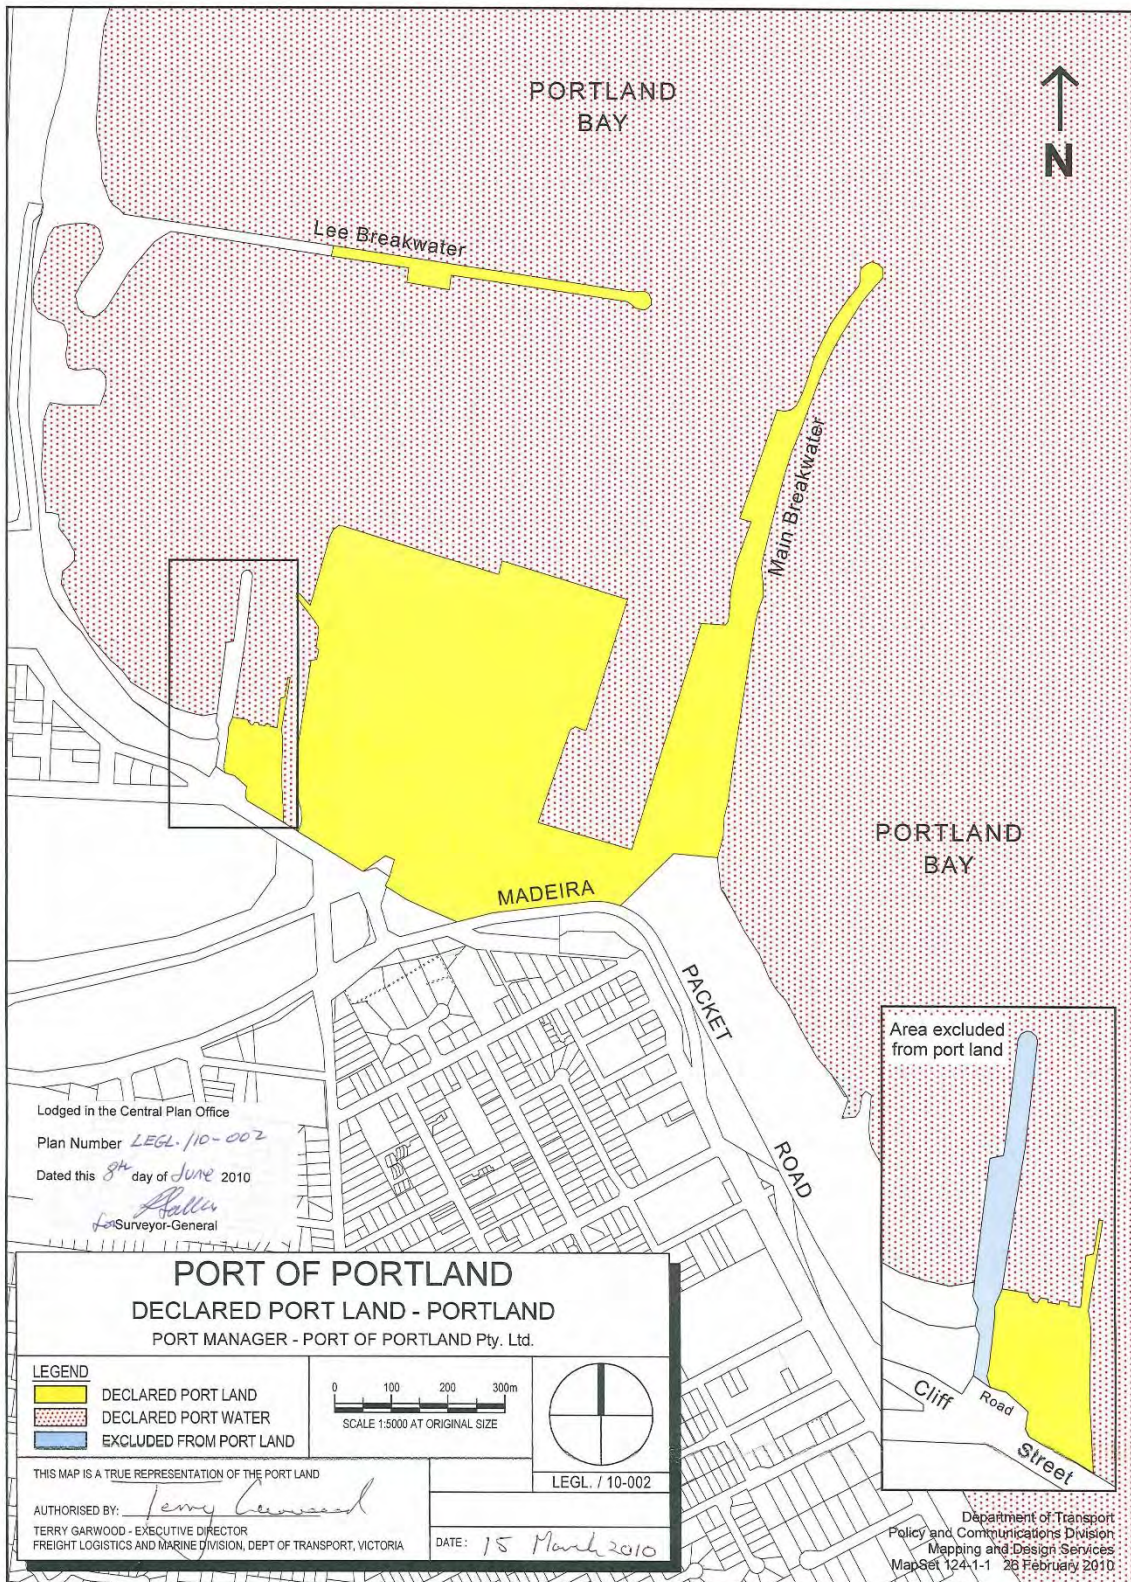 PORTLAND
BAY
N
Lee Breakwater
Main Breakwater
PORTLAND
BAY
MADEIRA
PACKET
ROAD
Area excluded
from port land
Cliff
Road
Street
Lodged in the Central Plan Office
Plan Number LEGL./10-002
Dated this 8th day of June 2010
for Surveyor-General
PORT OF PORTLAND
DECLARED PORT LAND - PORTLAND
PORT MANAGER - PORT OF PORTLAND Pty. Ltd.
LEGEND
DECLARED PORT LAND
DECLARED PORT WATER
EXCLUDED FROM PORT LAND
0 100 200 300m
SCALE 1:5000 AT ORIGINAL SIZE
LEGL. / 10-002
THIS MAP IS A TRUE REPRESENTATION OF THE PORT LAND
AUTHORISED BY: Terry Garwood
TERRY GARWOOD - EXECUTIVE DIRECTOR
FREIGHT LOGISTICS AND MARINE DIVISION, DEPT OF TRANSPORT, VICTORIA
DATE: 15 March 2010
Department of Transport
Policy and Communications Division
Mapping and Design Services
MapSet 124-1-1 26 February 2010